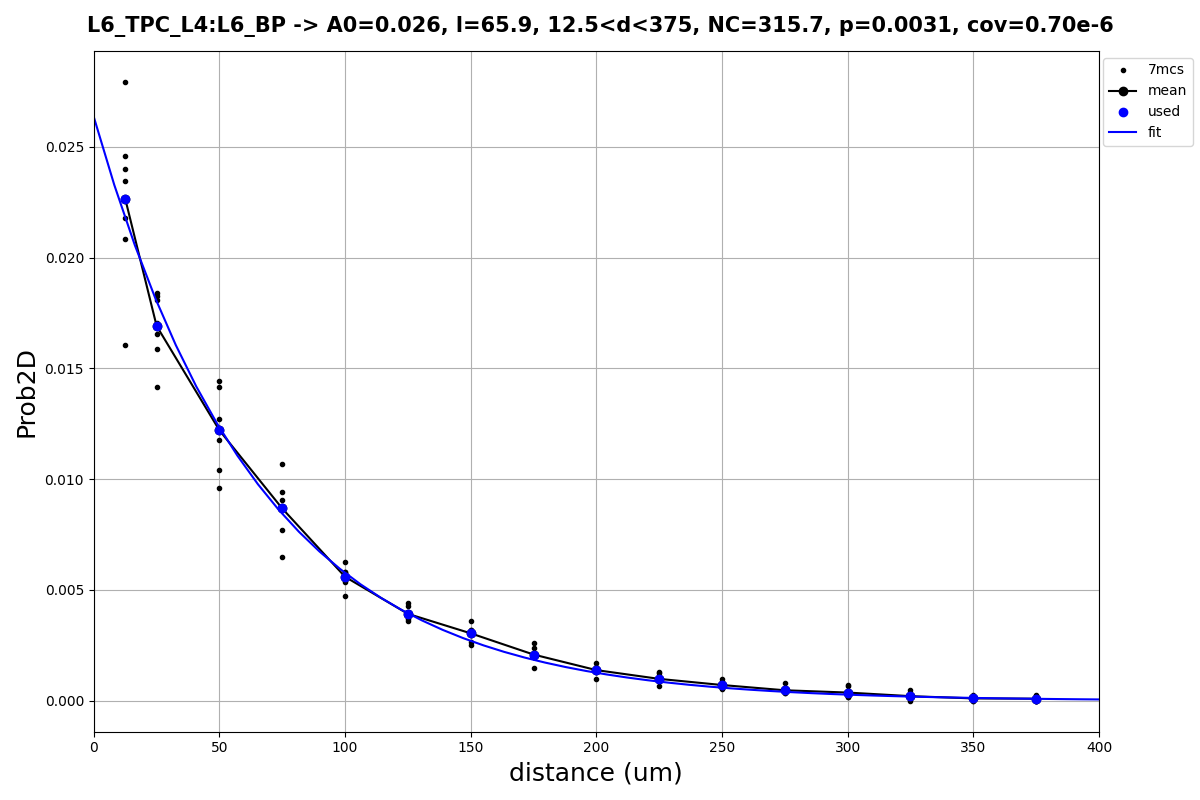 L6_TPC_L4:L6_BP -> A0=0.026, l=65.9, 12.5<d<375, NC=315.7, p=0.0031, cov=0.70e-6
7mcs
mean
used
fit
Prob2D
0.025
0.020
0.015
0.010
0.005
0.000
0 50 100 150 200 250 300 350 400
distance (um)